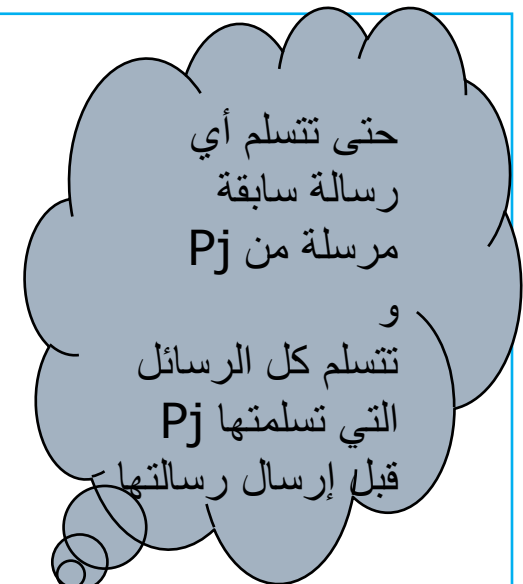 حتى تتسلم أي
رسالة سابقة
مرسلة من Pj
و
تتسلم كل الرسائل
التي تسلمتها Pj
قبل إرسال رسالتها